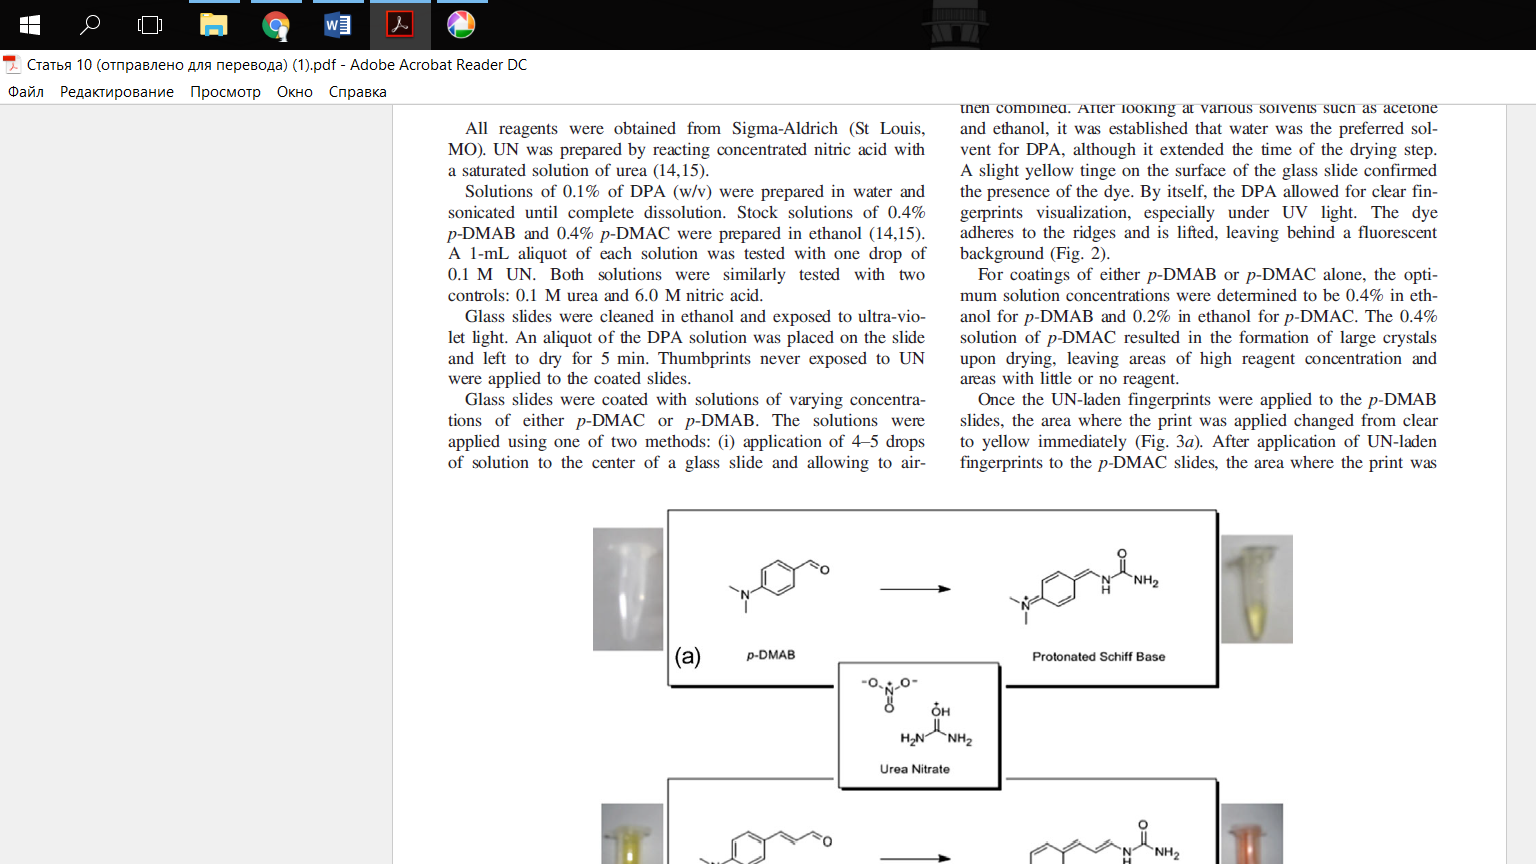 Статья 10 (отправлено для перевода) (1).pdf - Adobe Acrobat Reader DC
Файл Редактирование Просмотр Окно Справка
All reagents were obtained from Sigma-Aldrich (St Louis,
MO). UN was prepared by reacting concentrated nitric acid with
a saturated solution of urea (14,15).
Solutions of 0.1% of DPA (w/v) were prepared in water and
sonicated until complete dissolution. Stock solutions of 0.4%
p-DMAB and 0.4% p-DMAC were prepared in ethanol (14,15).
A 1-mL aliquot of each solution was tested with one drop of
0.1 M UN. Both solutions were similarly tested with two
controls: 0.1 M urea and 6.0 M nitric acid.
Glass slides were cleaned in ethanol and exposed to ultra-vio-
let light. An aliquot of the DPA solution was placed on the slide
and left to dry for 5 min. Thumbprints never exposed to UN
were applied to the coated slides.
Glass slides were coated with solutions of varying concentra-
tions of either p-DMAC or p-DMAB. The solutions were
applied using one of two methods: (i) application of 4–5 drops
of solution to the center of a glass slide and allowing to air-
then combined. After looking at various solvents such as acetone
and ethanol, it was established that water was the preferred sol-
vent for DPA, although it extended the time of the drying step.
A slight yellow tinge on the surface of the glass slide confirmed
the presence of the dye. By itself, the DPA allowed for clear fin-
gerprints visualization, especially under UV light. The dye
adheres to the ridges and is lifted, leaving behind a fluorescent
background (Fig. 2).
For coatings of either p-DMAB or p-DMAC alone, the opti-
mum solution concentrations were determined to be 0.4% in eth-
anol for p-DMAB and 0.2% in ethanol for p-DMAC. The 0.4%
solution of p-DMAC resulted in the formation of large crystals
upon drying, leaving areas of high reagent concentration and
areas with little or no reagent.
Once the UN-laden fingerprints were applied to the p-DMAB
slides, the area where the print was applied changed from clear
to yellow immediately (Fig. 3a). After application of UN-laden
fingerprints to the p-DMAC slides, the area where the print was
O
N
O
N
H
NH2
N+
(a)
p-DMAB
Protonated Schiff Base
-O
N+
O-
O
+OH
H2N
NH2
Urea Nitrate
O
O
N
H
NH2